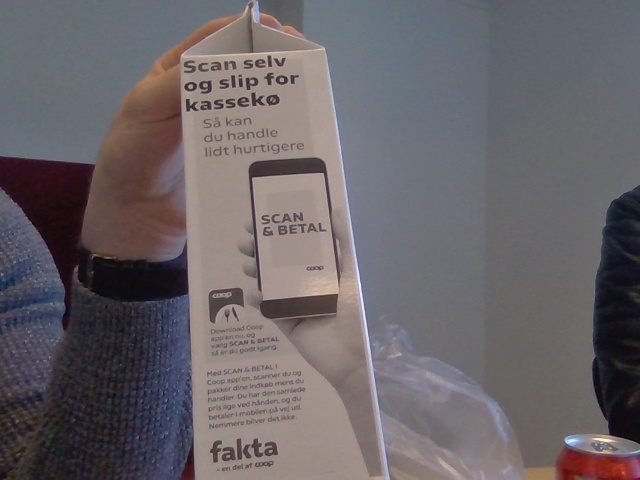 Scan selv
og slip for
kassekø
Så kan
du handle
lidt hurtigere
SCAN
& BETAL
coop
coop
Download Coop
app'en nu, og
vælg SCAN & BETAL
så er du godt igang.
Med SCAN & BETAL i
Coop app'en, scanner du og
pakker dine indkøb mens du
handler. Du har den samlede
pris lige ved hånden, og du
betaler i mobilen på vej ud.
Nemmere bliver det ikke.
fakta
- en del af coop